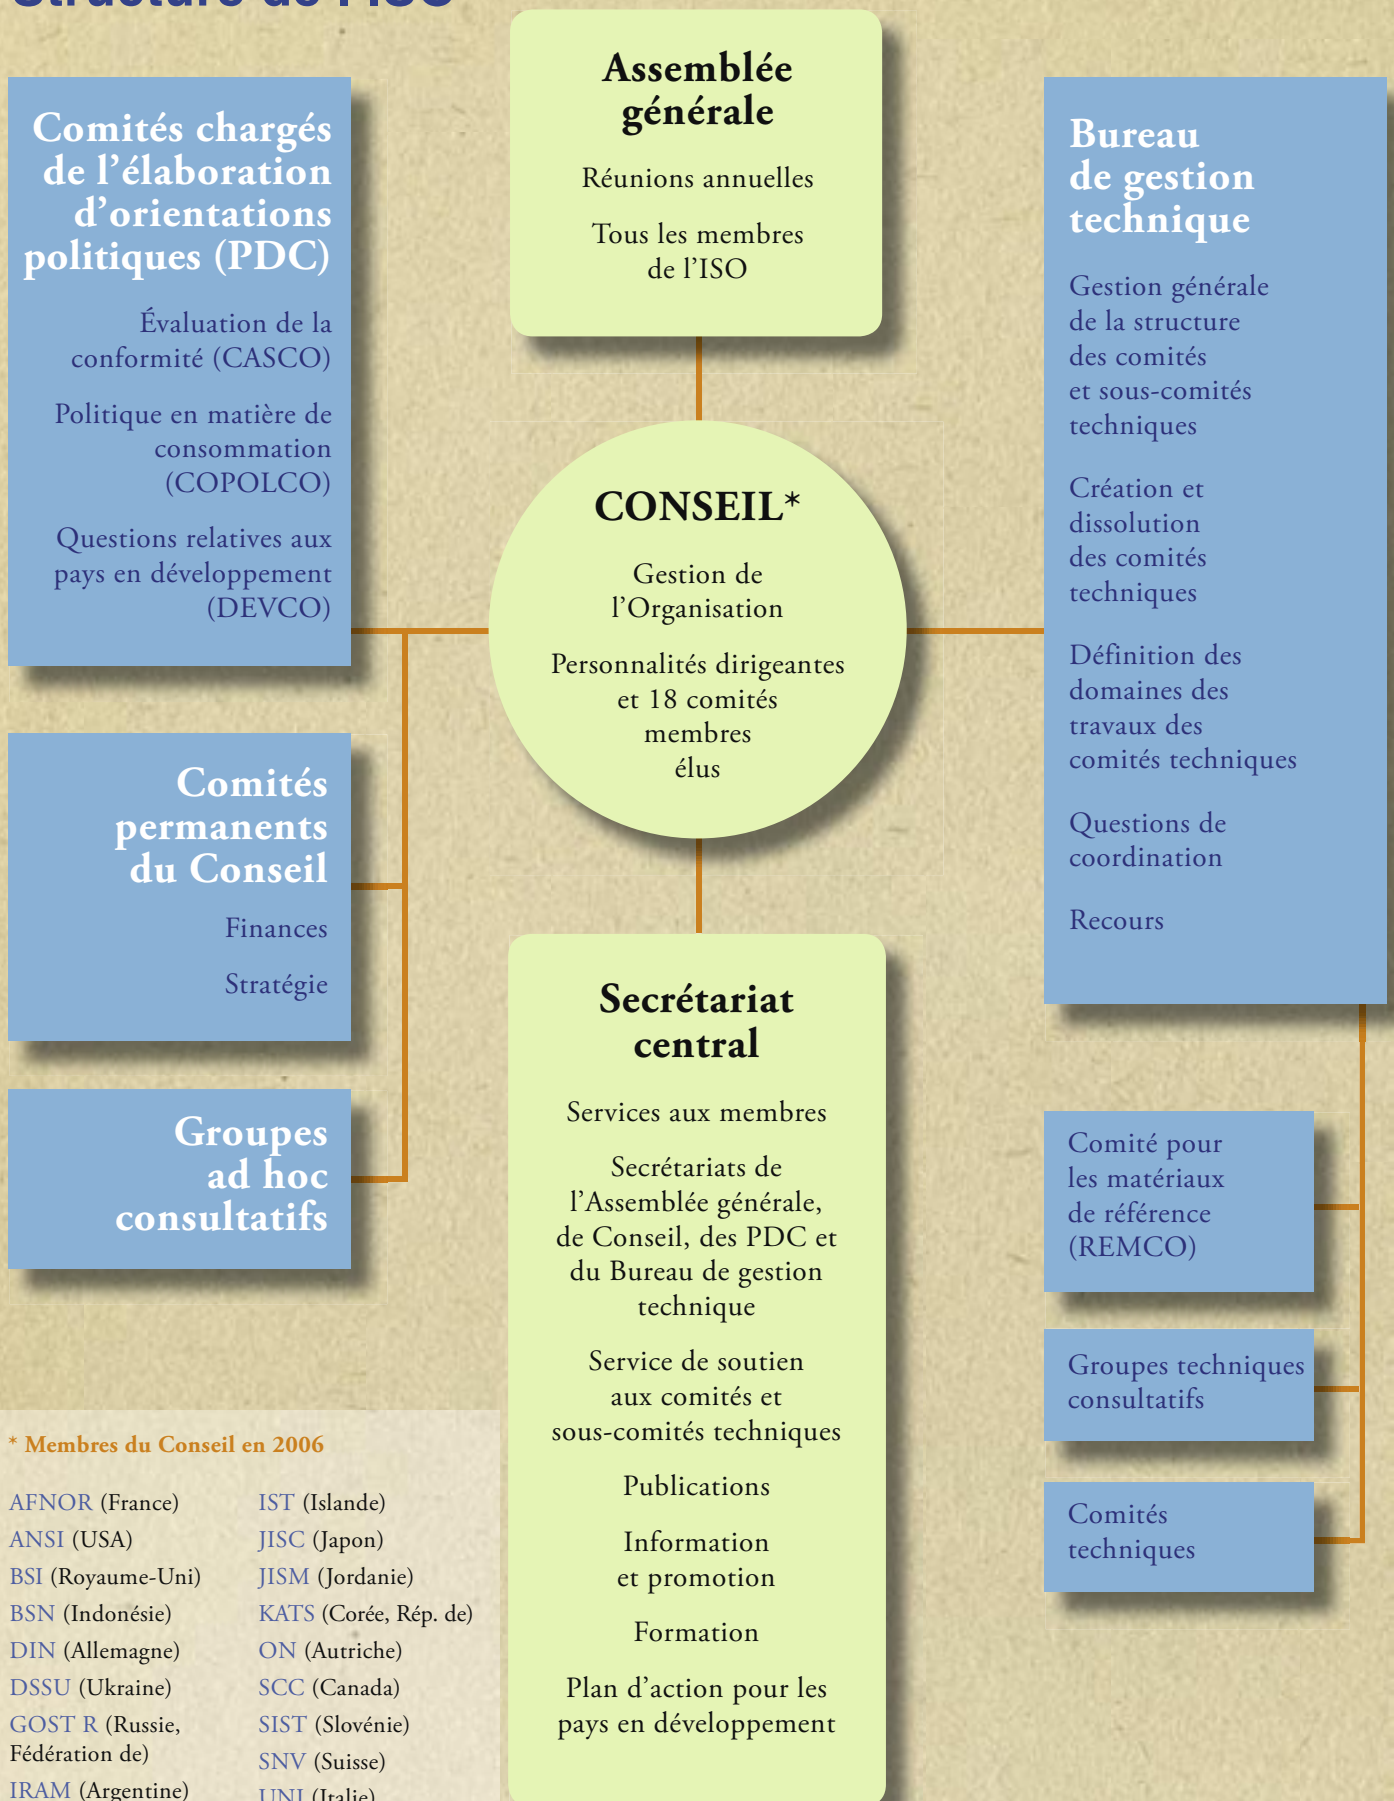 Structure de l'ISO
Assemblée
générale
Réunions annuelles
Tous les membres
de l'ISO
Comités chargés
de l'élaboration
d'orientations
politiques (PDC)
Évaluation de la
conformité (CASCO)
Politique en matière de
consommation
(COPOLCO)
Questions relatives aux
pays en développement
(DEVCO)
CONSEIL*
Gestion de
l'Organisation
Personnalités dirigeantes
et 18 comités
membres
élus
Bureau
de gestion
technique
Gestion générale
de la structure
des comités
et sous-comités
techniques
Création et
dissolution
des comités
techniques
Définition des
domaines des
travaux des
comités techniques
Questions de
coordination
Recours
Comités
permanents
du Conseil
Finances
Stratégie
Groupes
ad hoc
consultatifs
Secrétariat
central
Services aux membres
Secrétariats de
l'Assemblée générale,
de Conseil, des PDC et
du Bureau de gestion
technique
Service de soutien
aux comités et
sous-comités techniques
Publications
Information
et promotion
Formation
Plan d'action pour les
pays en développement
Comité pour
les matériaux
de référence
(REMCO)
Groupes techniques
consultatifs
Comités
techniques
* Membres du Conseil en 2006
AFNOR (France)
ANSI (USA)
BSI (Royaume-Uni)
BSN (Indonésie)
DIN (Allemagne)
DSSU (Ukraine)
GOST R (Russie,
Fédération de)
IRAM (Argentine)
IST (Islande)
JISC (Japon)
JISM (Jordanie)
KATS (Corée, Rép. de)
ON (Autriche)
SCC (Canada)
SIST (Slovénie)
SNV (Suisse)
UNI (Italie)